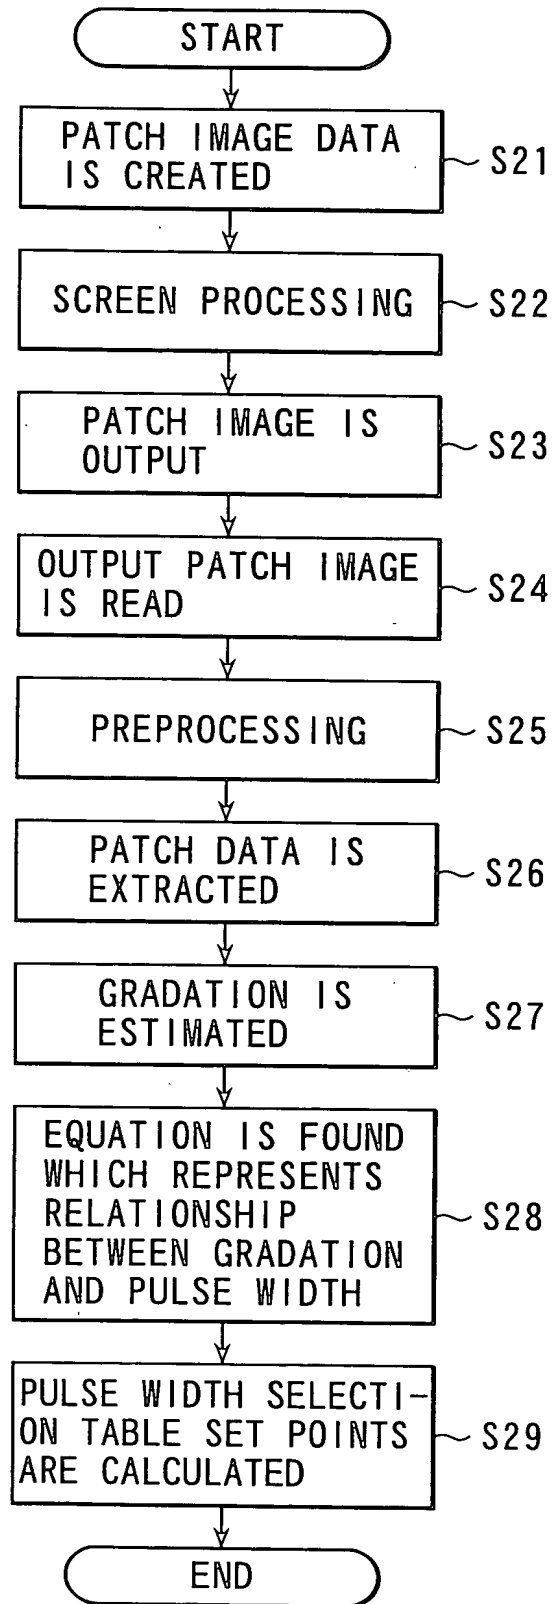 START
PATCH IMAGE DATA
IS CREATED
S21
SCREEN PROCESSING
S22
PATCH IMAGE IS
OUTPUT
S23
OUTPUT PATCH IMAGE
IS READ
S24
PREPROCESSING
S25
PATCH DATA IS
EXTRACTED
S26
GRADATION IS
ESTIMATED
S27
EQUATION IS FOUND
WHICH REPRESENTS
RELATIONSHIP
BETWEEN GRADATION
AND PULSE WIDTH
S28
PULSE WIDTH SELECTI-
ON TABLE SET POINTS
ARE CALCULATED
S29
END